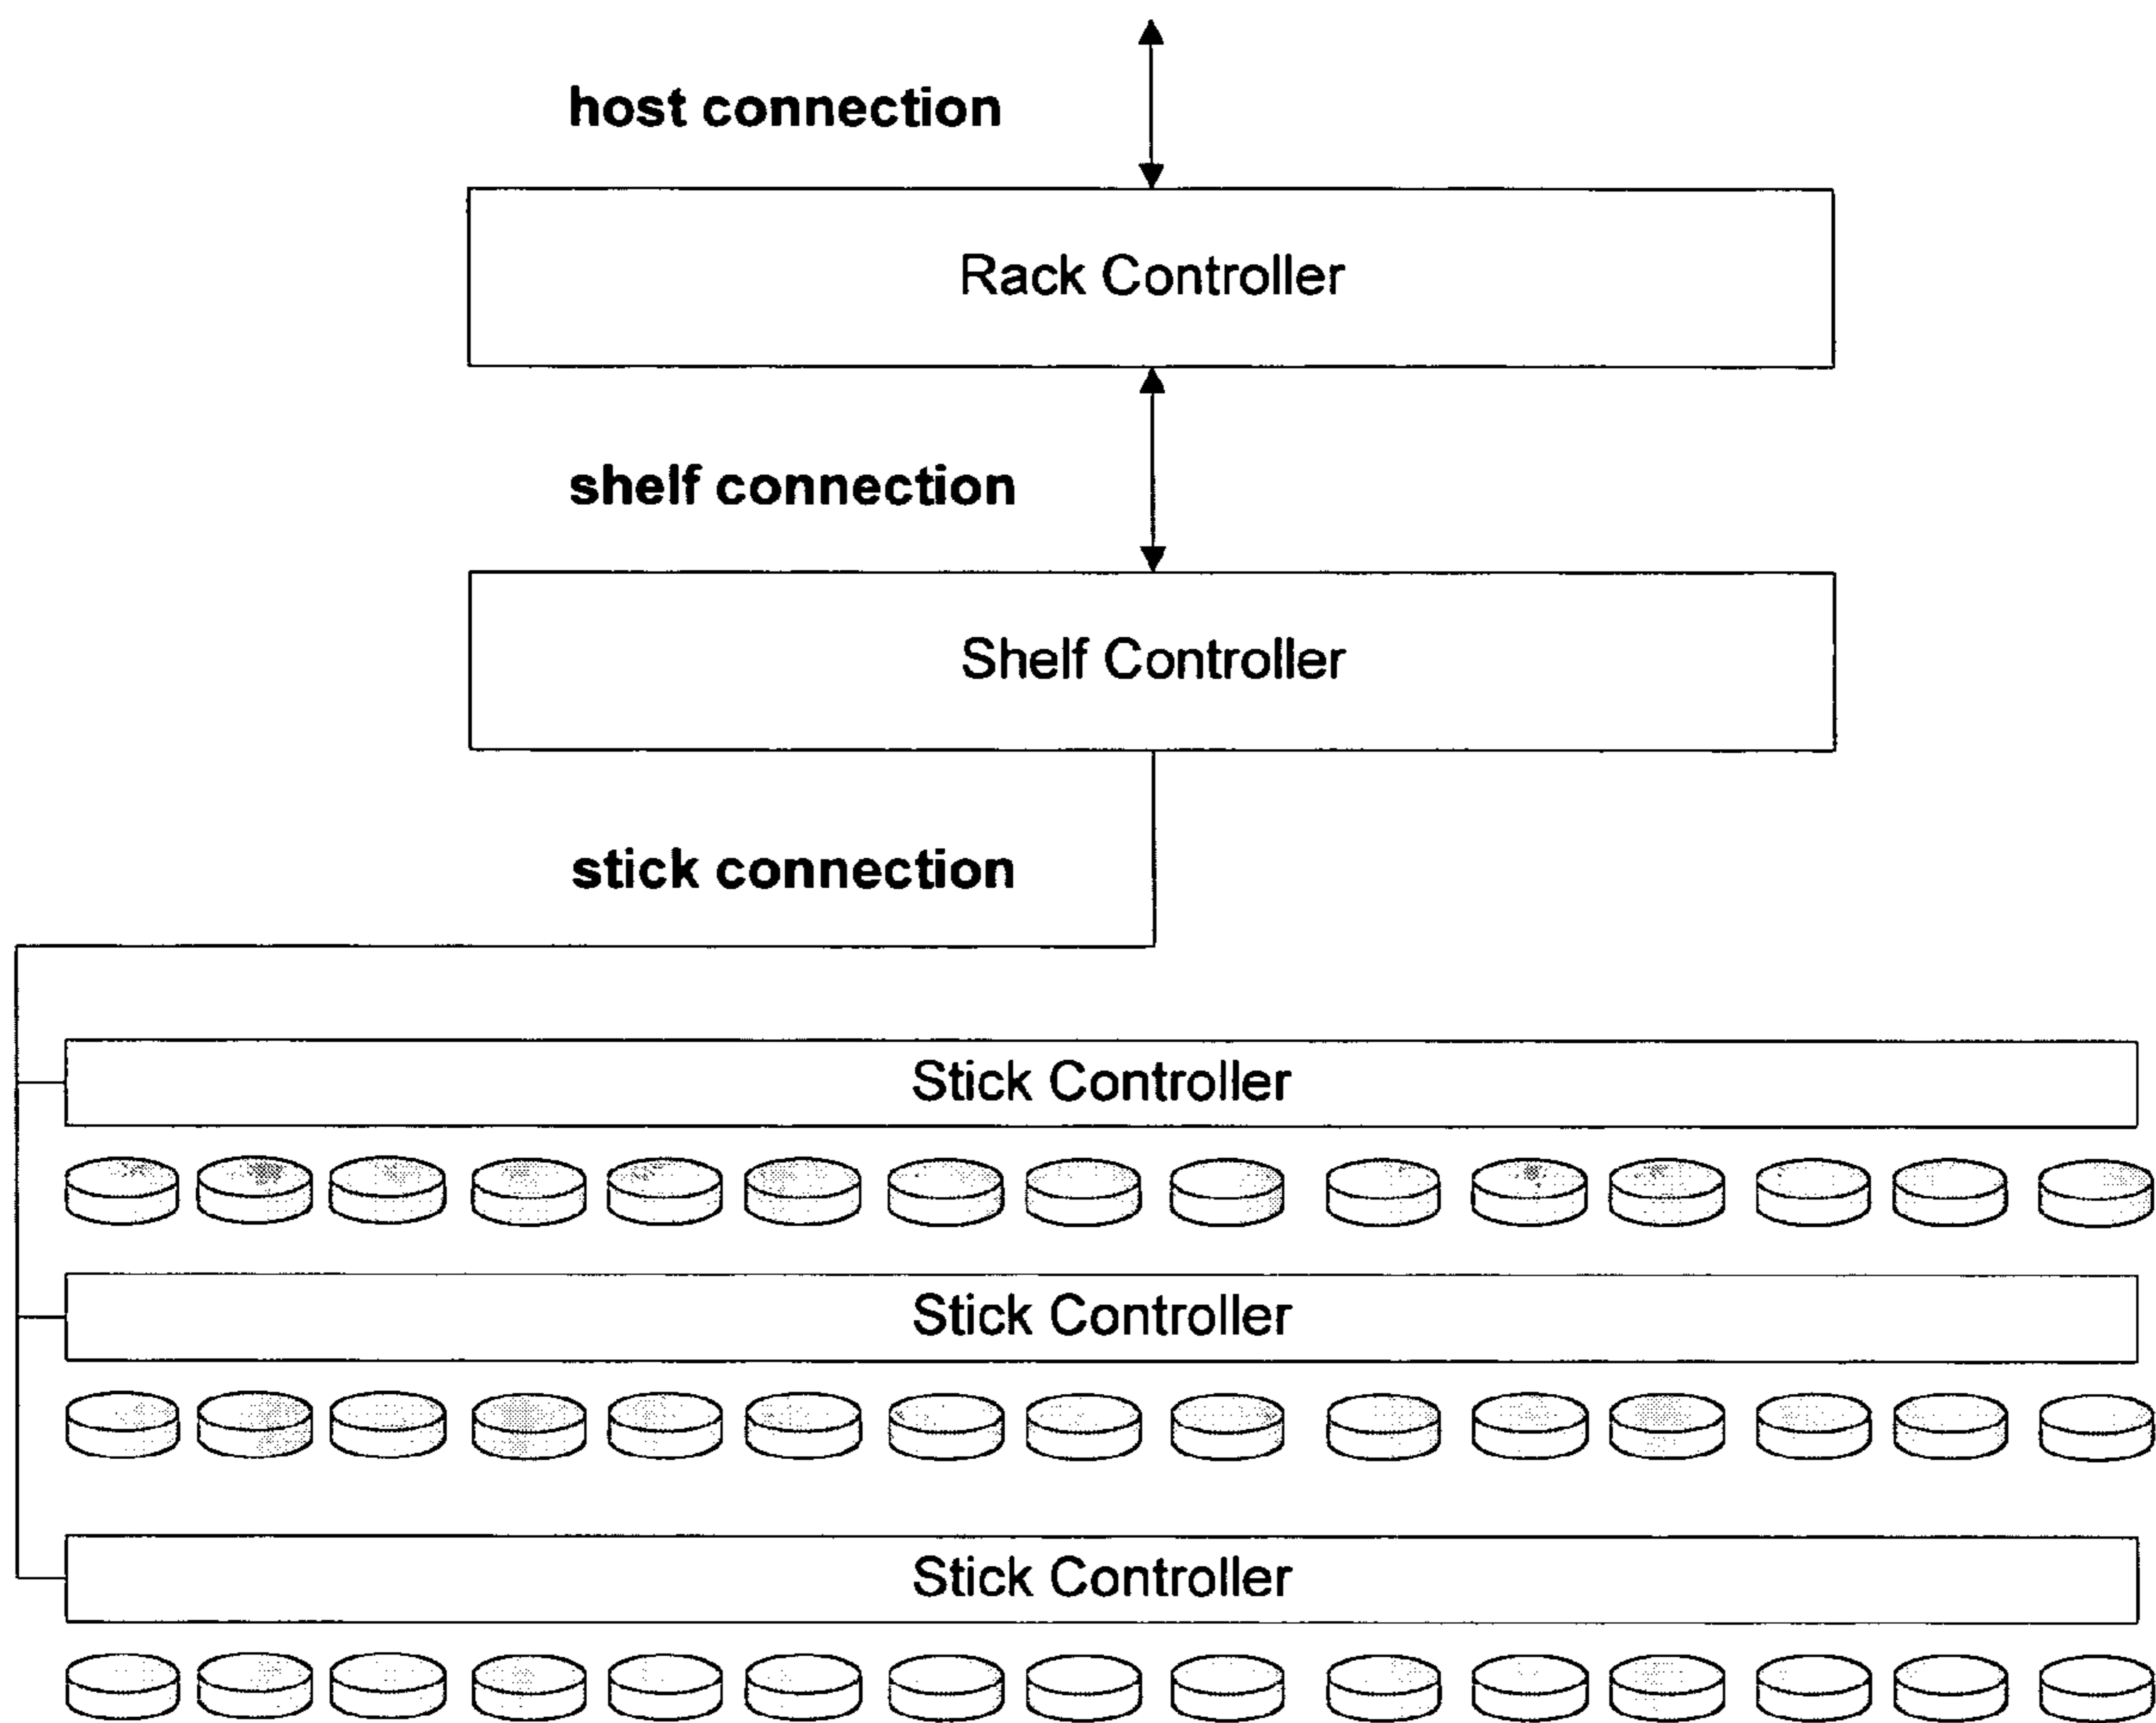 host connection
Rack Controller
shelf connection
Shelf Controller
stick connection
Stick Controller
Stick Controller
Stick Controller